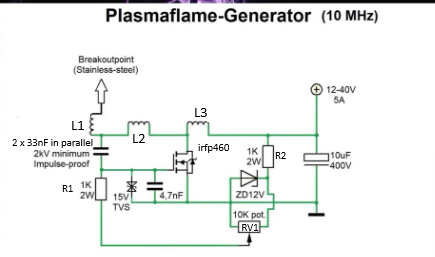 Plasmaflame-Generator (10 MHz)
Breakoutpoint
(Stainless-steel)
12-40V
5A
L1
L2
L3
2 x 33nF in parallel
2kV minimum
Impulse-proof
irfp460
1K
2W
R2
10uF
400V
R1
1K
2W
15V
TVS
4,7nF
ZD12V
10K pot.
RV1